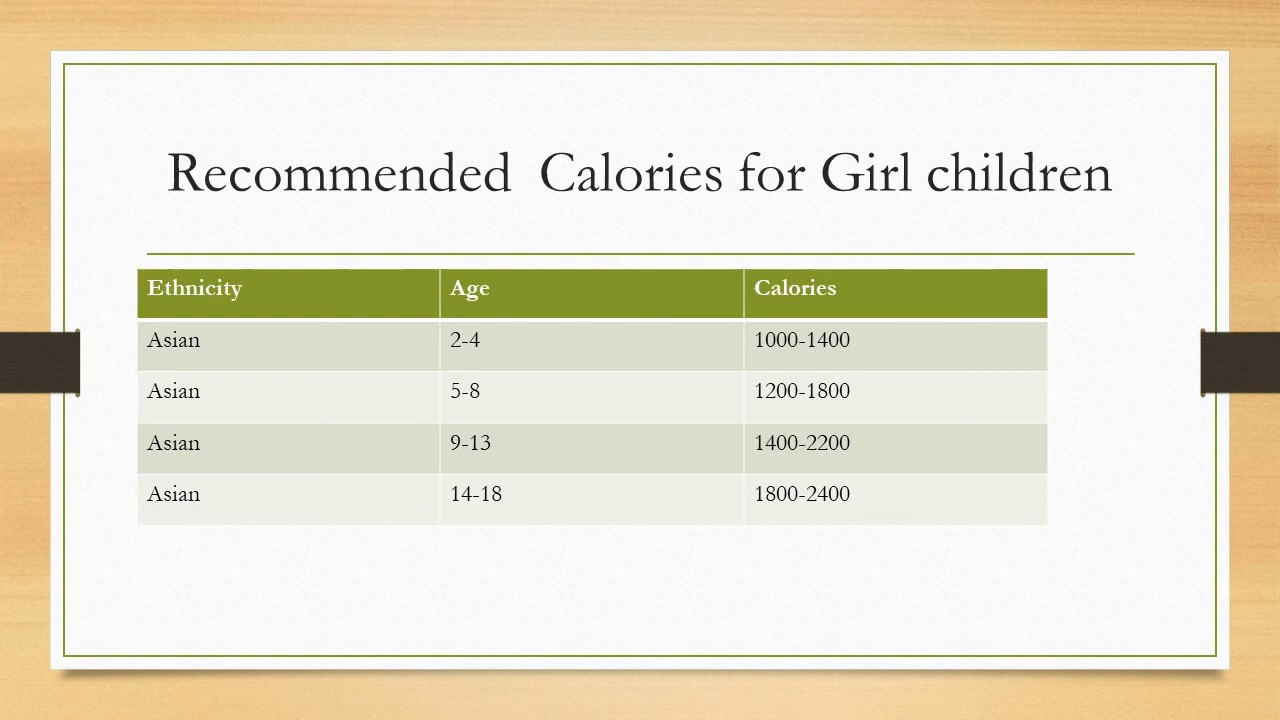 Recommended  Calories for Girl children
Ethnicity Age Calories
Asian 2-4 1000-1400
Asian 5-8 1200-1800
Asian 9-13 1400-2200
Asian 14-18 1800-2400